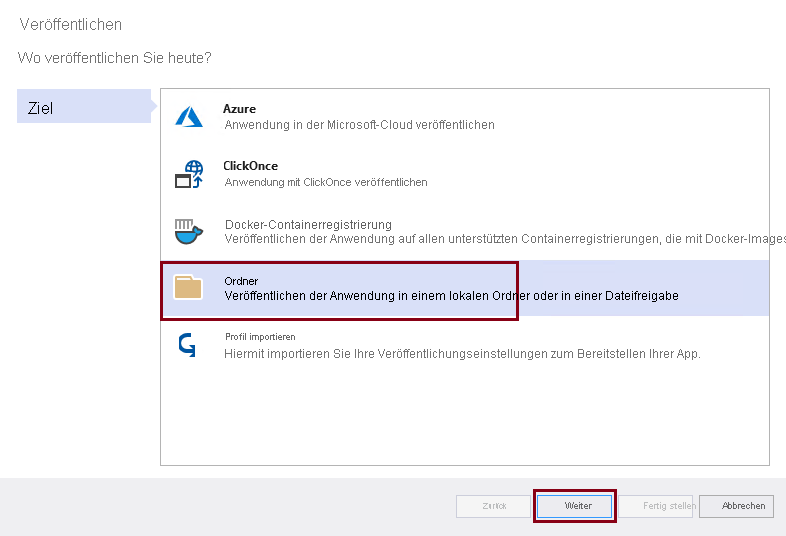 Veröffentlichen
Wo veröffentlichen Sie heute?
Ziel
Azure
Anwendung in der Microsoft-Cloud veröffentlichen
ClickOnce
Anwendung mit ClickOnce veröffentlichen
Docker-Containerregistrierung
Veröffentlichen der Anwendung auf allen unterstützten Containerregistrierungen, die mit Docker-Images
Ordner
Veröffentlichen der Anwendung in einem lokalen Ordner oder in einer Dateifreigabe
Profil importieren
Hiermit importieren Sie Ihre Veröffentlichungseinstellungen zum Bereitstellen Ihrer App.
Zurück Weiter Fertig stellen Abbrechen